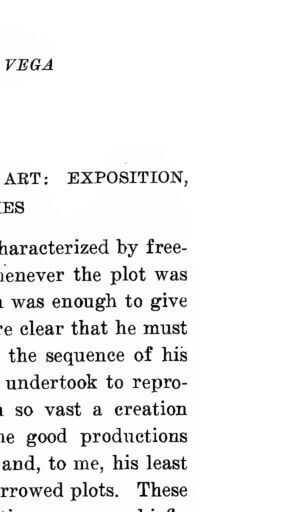 VEGA
ART: EXPOSITION,
IES
haracterized by free-
henever the plot was
was enough to give
re clear that he must
the sequence of his
undertook to repro-
so vast a creation
he good productions
and, to me, his least
rrowed plots. These